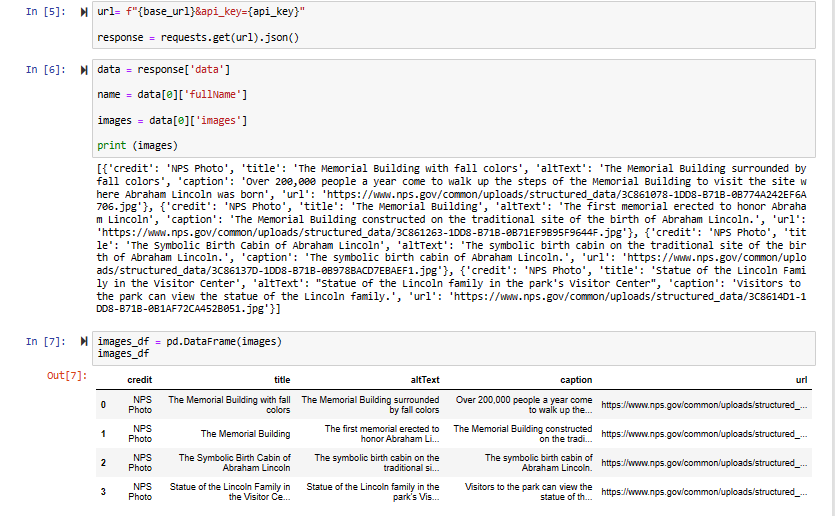 In [5]:
url= f"{base_url}&api_key={api_key}"
response = requests.get(url).json()
In [6]:
data = response['data']
name = data[0]['fullName']
images = data[0]['images']
print (images)
[{'credit': 'NPS Photo', 'title': 'The Memorial Building with fall colors', 'altText': 'The Memorial Building surrounded by
fall colors', 'caption': 'Over 200,000 people a year come to walk up the steps of the Memorial Building to visit the site w
here Abraham Lincoln was born', 'url': 'https://www.nps.gov/common/uploads/structured_data/3C861078-1DD8-B71B-0B774A242EF6A
706.jpg'}, {'credit': 'NPS Photo', 'title': 'The Memorial Building', 'altText': 'The first memorial erected to honor Abraha
m Lincoln', 'caption': 'The Memorial Building constructed on the traditional site of the birth of Abraham Lincoln.', 'url':
'https://www.nps.gov/common/uploads/structured_data/3C861263-1DD8-B71B-0B71EF9B95F9644F.jpg'}, {'credit': 'NPS Photo', 'tit
le': 'The Symbolic Birth Cabin of Abraham Lincoln', 'altText': 'The symbolic birth cabin on the traditional site of the bir
th of Abraham Lincoln.', 'caption': 'The symbolic birth cabin of Abraham Lincoln.', 'url': 'https://www.nps.gov/common/uplo
ads/structured_data/3C86137D-1DD8-B71B-0B978BACD7EBAEF1.jpg'}, {'credit': 'NPS Photo', 'title': 'Statue of the Lincoln Fami
ly in the Visitor Center', 'altText': "Statue of the Lincoln family in the park's Visitor Center", 'caption': 'Visitors to
the park can view the statue of the Lincoln family.', 'url': 'https://www.nps.gov/common/uploads/structured_data/3C8614D1-1
DD8-B71B-0B1AF72CA452B051.jpg'}]
In [7]:
images_df = pd.DataFrame(images)
images_df
Out[7]:
credit title altText caption url
0 NPS Photo The Memorial Building with fall colors The Memorial Building surrounded by fall colors Over 200,000 people a year come to walk up the... https://www.nps.gov/common/uploads/structured_...
1 NPS Photo The Memorial Building The first memorial erected to honor Abraham Li... The Memorial Building constructed on the tradi... https://www.nps.gov/common/uploads/structured_...
2 NPS Photo The Symbolic Birth Cabin of Abraham Lincoln The symbolic birth cabin on the traditional si... The symbolic birth cabin of Abraham Lincoln. https://www.nps.gov/common/uploads/structured_...
3 NPS Photo Statue of the Lincoln Family in the Visitor Ce... Statue of the Lincoln family in the park's Vis... Visitors to the park can view the statue of th... https://www.nps.gov/common/uploads/structured_...